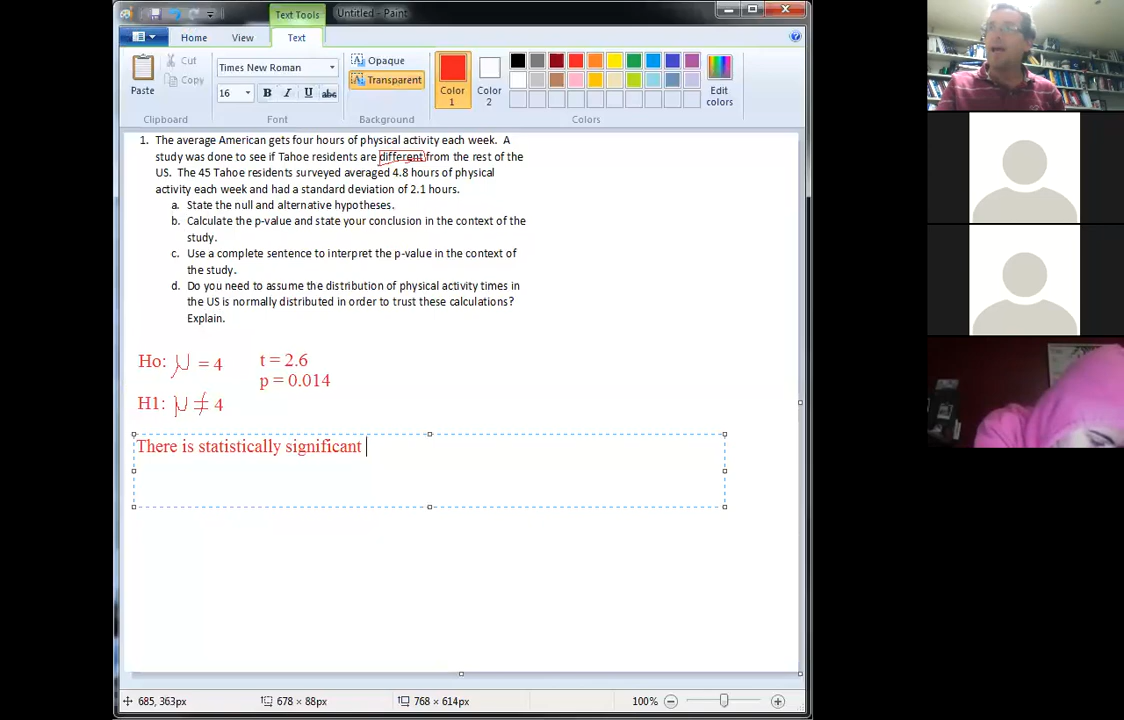 Text Tools
Untitled - Paint
Home
View
Text
Paste
Cut
Copy
Clipboard
Times New Roman
16
B I U abc
Font
Opaque
Transparent
Background
Color 1
Color 2
Edit colors
Colors
1. The average American gets four hours of physical activity each week. A
study was done to see if Tahoe residents are different from the rest of the
US. The 45 Tahoe residents surveyed averaged 4.8 hours of physical
activity each week and had a standard deviation of 2.1 hours.
a. State the null and alternative hypotheses.
b. Calculate the p-value and state your conclusion in the context of the
study.
c. Use a complete sentence to interpret the p-value in the context of
the study.
d. Do you need to assume the distribution of physical activity times in
the US is normally distributed in order to trust these calculations?
Explain.
Ho: μ = 4
t = 2.6
p = 0.014
H1: μ ≠ 4
There is statistically significant
685, 363px
678 × 88px
768 × 614px
100%